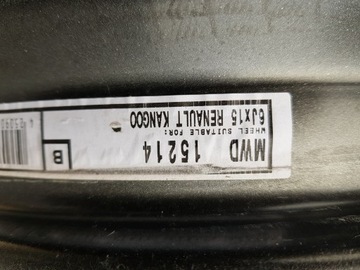 MWD
15214
WHEEL SUITABLE FOR:
6Jx15 RENAULT KANGOO
B